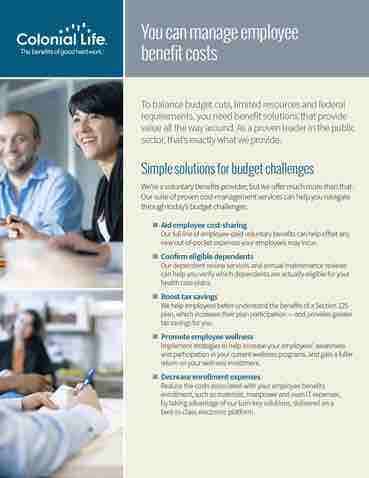 Colonial Life.
The benefits of good hard work.
You can manage employee
benefit costs
To balance budget cuts, limited resources and federal
requirements, you need benefit solutions that provide
value all the way around. As a proven leader in the public
sector, that's exactly what we provide.
Simple solutions for budget challenges
We're a voluntary benefits provider, but we offer much more than that.
Our suite of proven cost-management services can help you navigate
through today's budget challenges:
Aid employee cost-sharing
Our full line of employee-paid voluntary benefits can help offset any
new out-of-pocket expenses your employees may incur.
Confirm eligible dependents
Our dependent review services and annual maintenance reviews
can help you verify which dependents are actually eligible for your
health care plans.
Boost tax savings
We help employees better understand the benefits of a Section 125
plan, which increases their plan participation — and provides greater
tax savings for you.
Promote employee wellness
Implement strategies to help increase your employees' awareness
and participation in your current wellness programs, and gain a fuller
return on your wellness investment.
Decrease enrollment expenses
Reduce the costs associated with your employee benefits
enrollment, such as materials, manpower and even IT expenses,
by taking advantage of our turn-key solutions, delivered on a
best-in-class electronic platform.